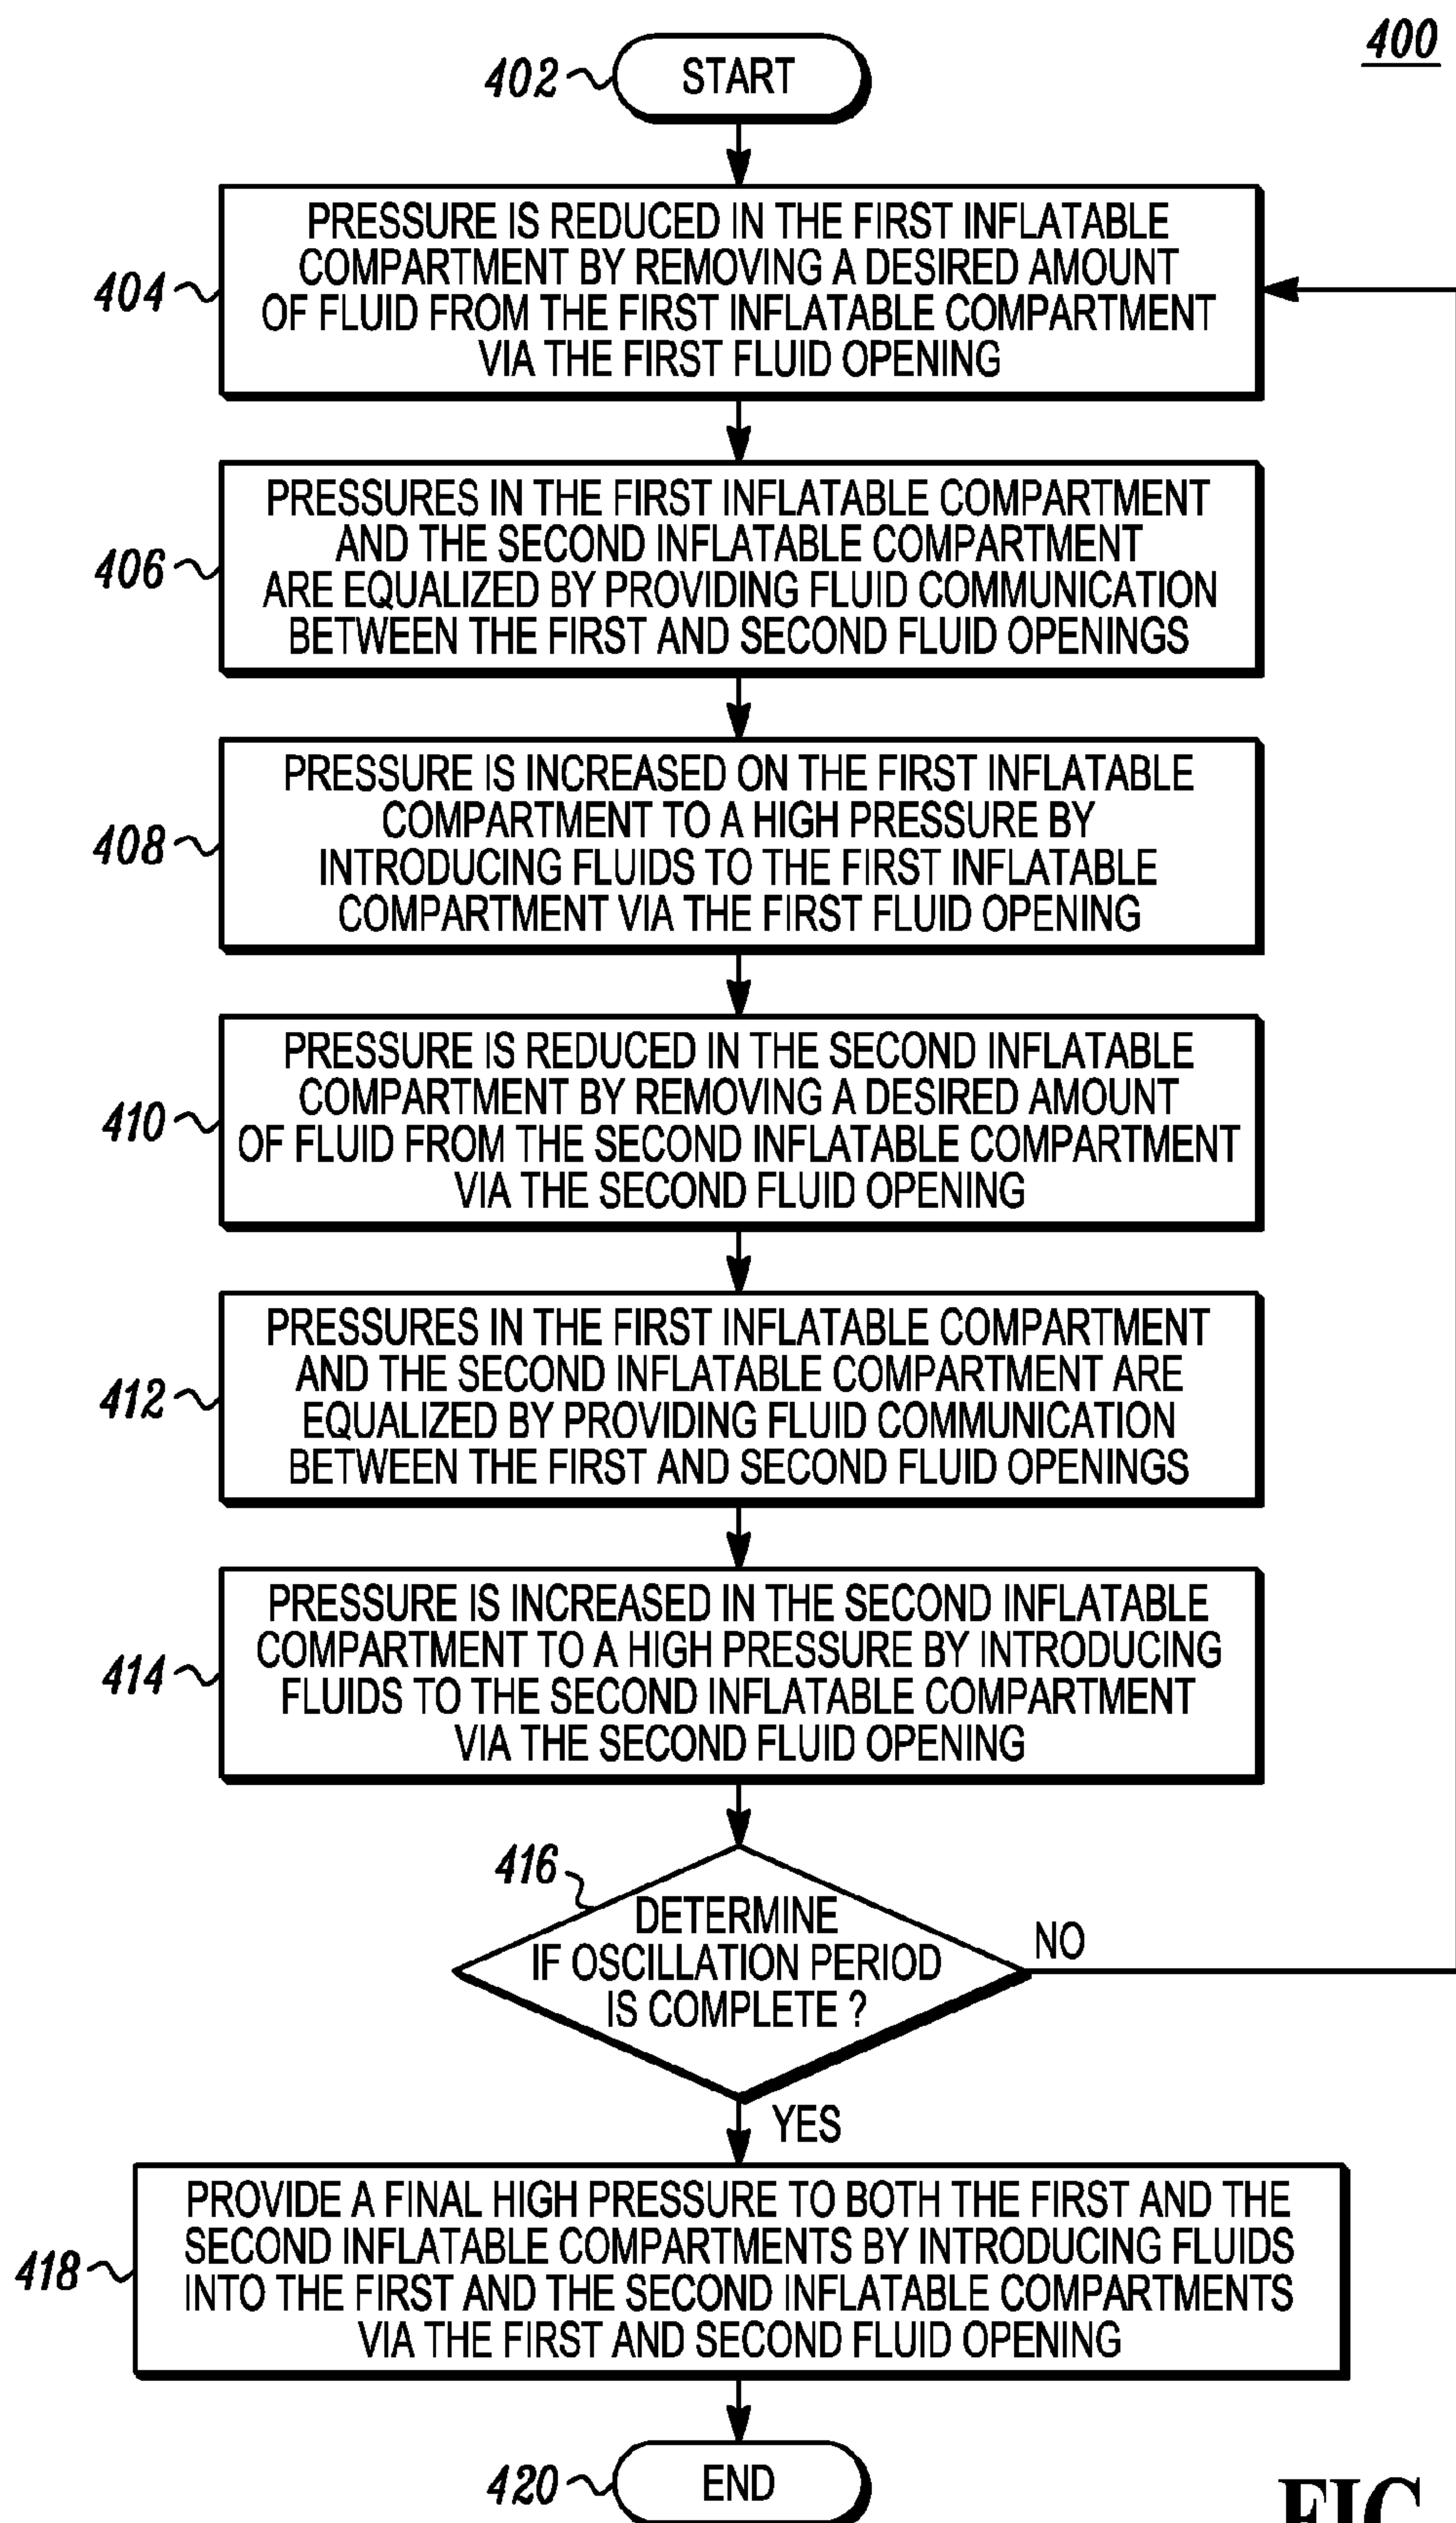 400
402
START
404
PRESSURE IS REDUCED IN THE FIRST INFLATABLE
COMPARTMENT BY REMOVING A DESIRED AMOUNT
OF FLUID FROM THE FIRST INFLATABLE COMPARTMENT
VIA THE FIRST FLUID OPENING
406
PRESSURES IN THE FIRST INFLATABLE COMPARTMENT
AND THE SECOND INFLATABLE COMPARTMENT
ARE EQUALIZED BY PROVIDING FLUID COMMUNICATION
BETWEEN THE FIRST AND SECOND FLUID OPENINGS
408
PRESSURE IS INCREASED ON THE FIRST INFLATABLE
COMPARTMENT TO A HIGH PRESSURE BY
INTRODUCING FLUIDS TO THE FIRST INFLATABLE
COMPARTMENT VIA THE FIRST FLUID OPENING
410
PRESSURE IS REDUCED IN THE SECOND INFLATABLE
COMPARTMENT BY REMOVING A DESIRED AMOUNT
OF FLUID FROM THE SECOND INFLATABLE COMPARTMENT
VIA THE SECOND FLUID OPENING
412
PRESSURES IN THE FIRST INFLATABLE COMPARTMENT
AND THE SECOND INFLATABLE COMPARTMENT ARE
EQUALIZED BY PROVIDING FLUID COMMUNICATION
BETWEEN THE FIRST AND SECOND FLUID OPENINGS
414
PRESSURE IS INCREASED IN THE SECOND INFLATABLE
COMPARTMENT TO A HIGH PRESSURE BY INTRODUCING
FLUIDS TO THE SECOND INFLATABLE COMPARTMENT
VIA THE SECOND FLUID OPENING
416
DETERMINE
IF OSCILLATION PERIOD
IS COMPLETE ?
NO
YES
418
PROVIDE A FINAL HIGH PRESSURE TO BOTH THE FIRST AND THE
SECOND INFLATABLE COMPARTMENTS BY INTRODUCING FLUIDS
INTO THE FIRST AND THE SECOND INFLATABLE COMPARTMENTS
VIA THE FIRST AND SECOND FLUID OPENING
420
END
FIG